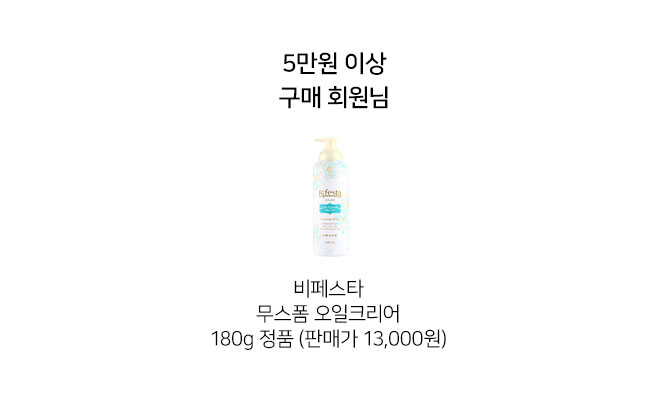 5만원 이상
구매 회원님
Bifesta
비페스타
무스폼 오일크리어
180g 정품 (판매가 13,000원)